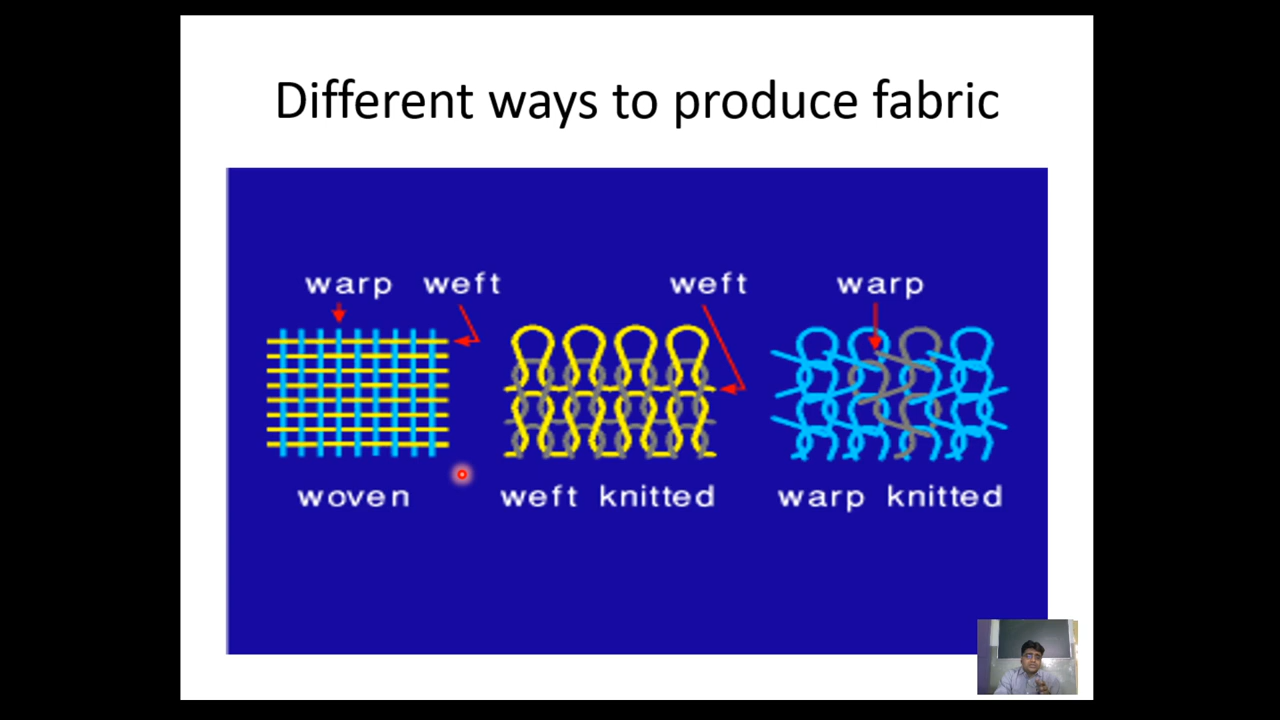 Different ways to produce fabric
warp weft weft warp
woven weft knitted warp knitted